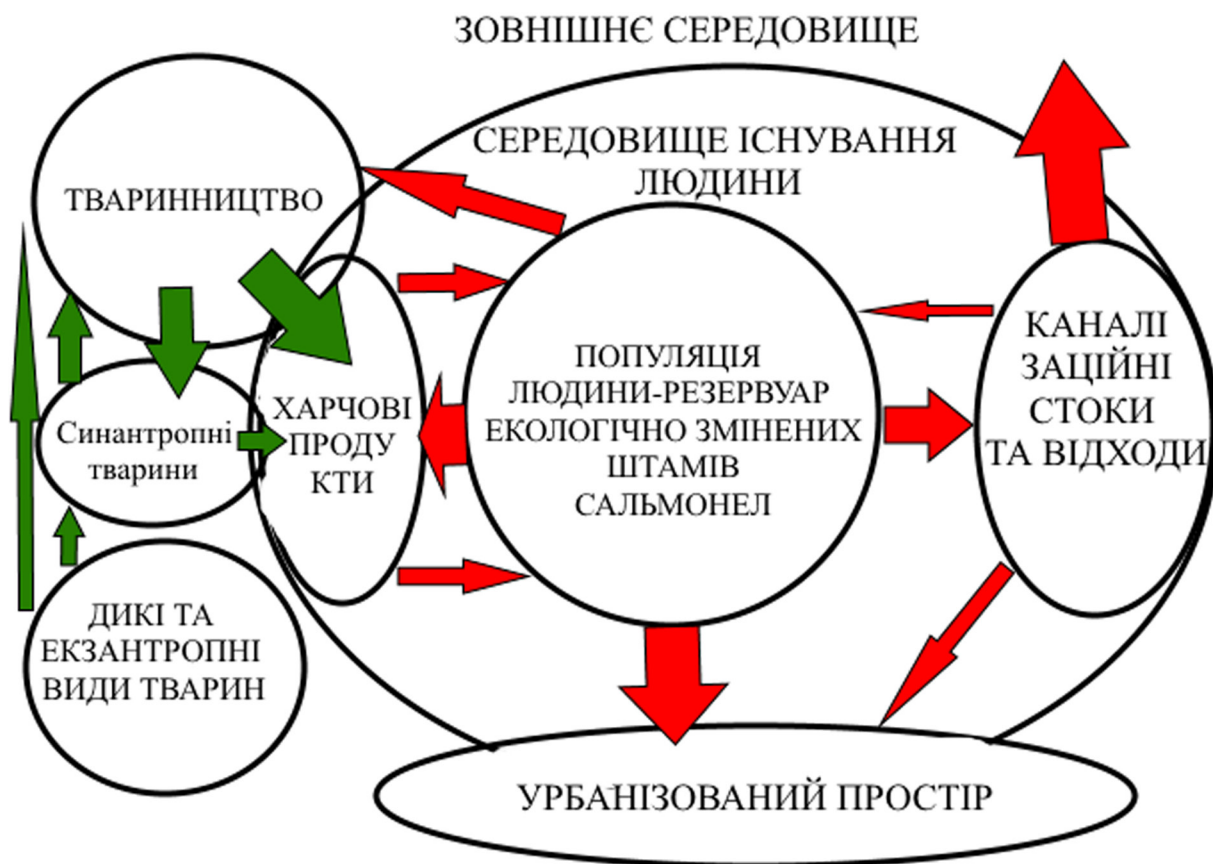 ЗОВНІШНЄ СЕРЕДОВИЩЕ
СЕРЕДОВИЩЕ ІСНУВАННЯ
ЛЮДИНИ
ТВАРИННИЦТВО
КАНАЛІ
ЗАЦІЙНІ
СТОКИ
ТА ВІДХОДИ
ПОПУЛЯЦІЯ
ЛЮДИНИ-РЕЗЕРВУАР
ЕКОЛОГІЧНО ЗМІНЕНИХ
ШТАМІВ
САЛЬМОНЕЛ
ХАРЧОВІ
ПРОДУ
КТИ
Синантропні
тварини
ДИКІ ТА
ЕКЗАНТРОПНІ
ВИДИ ТВАРИН
УРБАНІЗОВАНИЙ ПРОСТІР